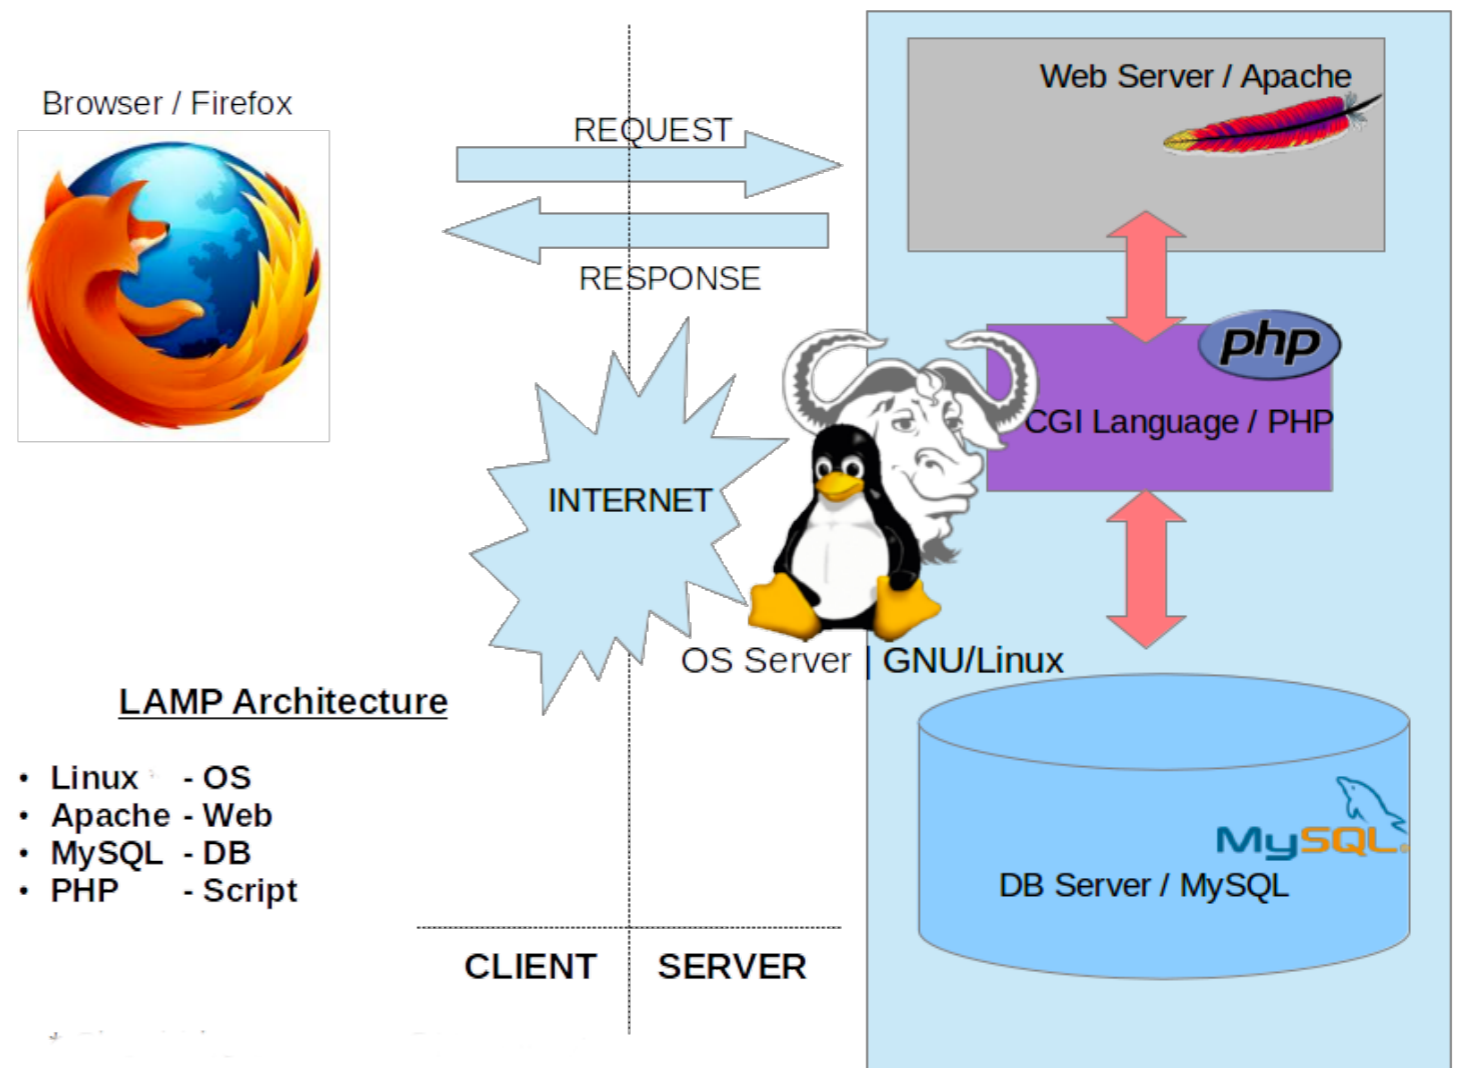 Browser / Firefox
REQUEST
RESPONSE
Web Server / Apache
php
CGI Language / PHP
INTERNET
OS Server | GNU/Linux
MySQL
DB Server / MySQL
LAMP Architecture
• Linux - OS
• Apache - Web
• MySQL - DB
• PHP - Script
CLIENT
SERVER